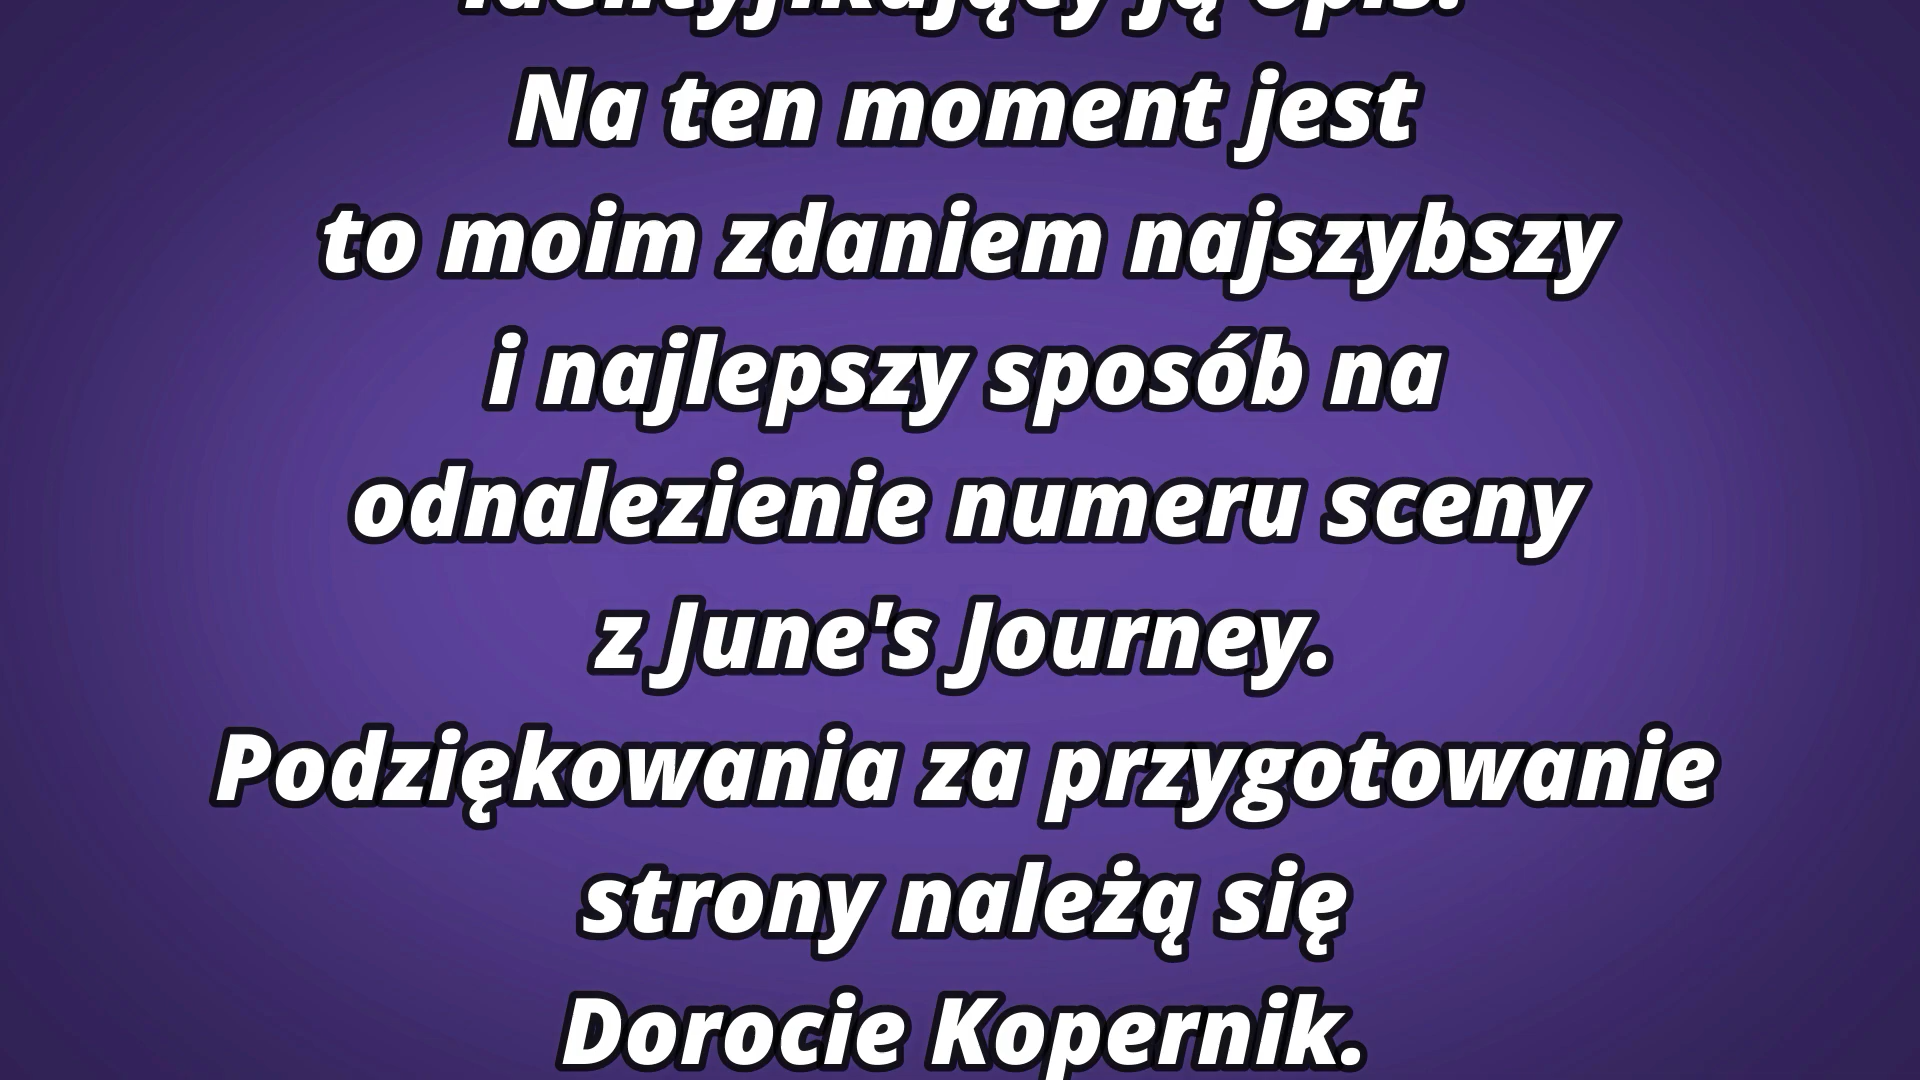 identyfikujący ją opis.
Na ten moment jest
to moim zdaniem najszybszy
i najlepszy sposób na
odnalezienie numeru sceny
z June's Journey.
Podziękowania za przygotowanie
strony należą się
Dorocie Kopernik.